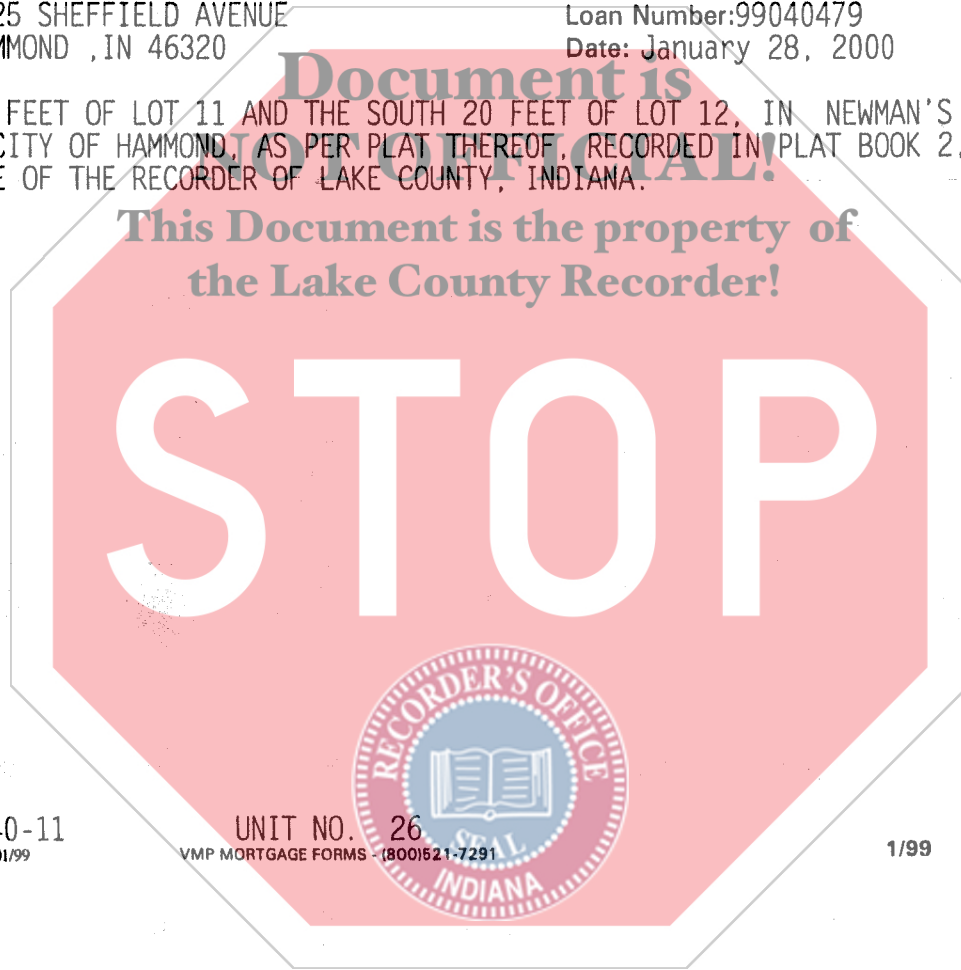 25 SHEFFIELD AVENUE Loan Number:99040479
MMOND ,IN 46320 Date: January 28, 2000
Document is
FEET OF LOT 11 AND THE SOUTH 20 FEET OF LOT 12, IN NEWMAN'S
CITY OF HAMMOND, AS PER PLAT THEREOF, RECORDED IN PLAT BOOK 2,
NOT OFFICIAL!
E OF THE RECORDER OF LAKE COUNTY, INDIANA.
This Document is the property of
the Lake County Recorder!
STOP
RECORDER'S OFFICE
SEAL
INDIANA
0-11 UNIT NO. 26
01/99 VMP MORTGAGE FORMS - (800)521-7291 1/99